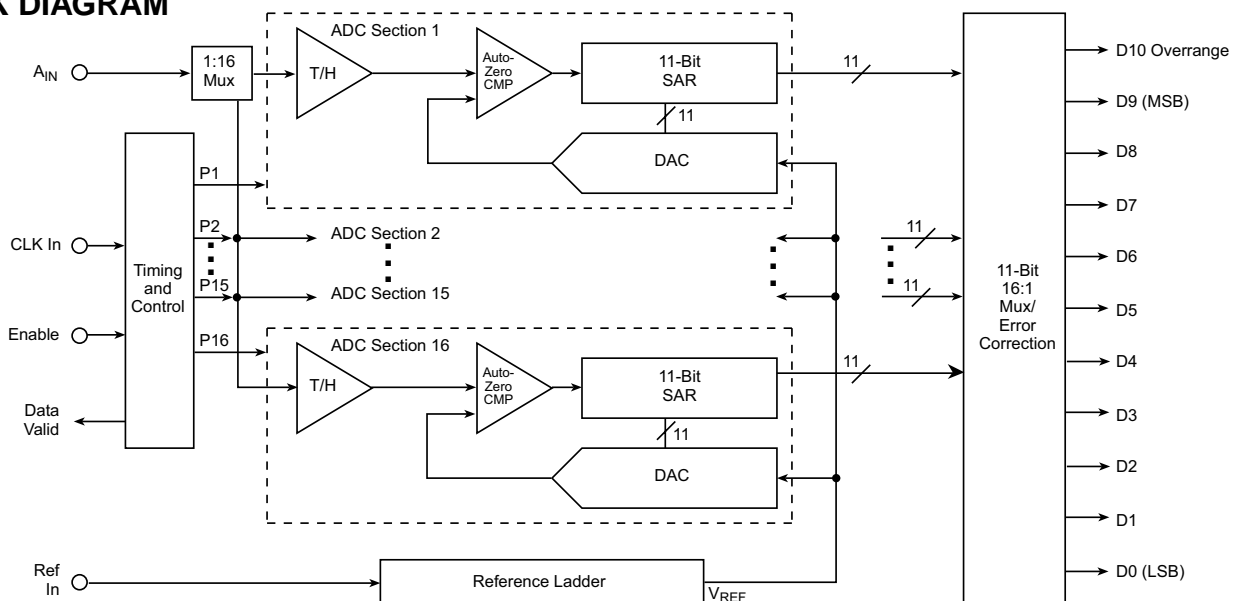 K DIAGRAM
A_IN
1:16
Mux
ADC Section 1
T/H
Auto-
Zero
CMP
11-Bit
SAR
11
DAC
11
D10 Overrange
D9 (MSB)
D8
D7
D6
D5
D4
D3
D2
D1
D0 (LSB)
CLK In
Enable
Data
Valid
Timing
and
Control
P1
P2
P15
P16
ADC Section 2
ADC Section 15
11
11
11-Bit
16:1
Mux/
Error
Correction
ADC Section 16
T/H
Auto-
Zero
CMP
11-Bit
SAR
11
DAC
11
Ref
In
Reference Ladder
V_REF